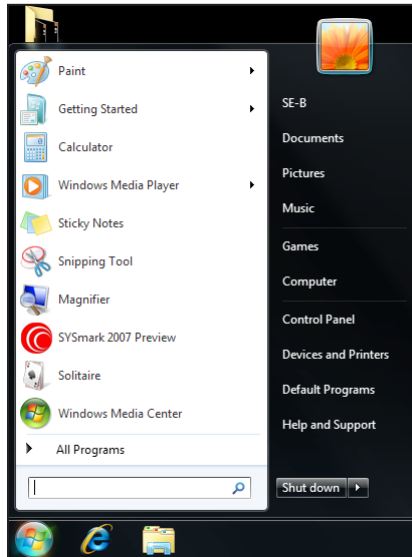 Paint
Getting Started
Calculator
Windows Media Player
Sticky Notes
Snipping Tool
Magnifier
SYSmark 2007 Preview
Solitaire
Windows Media Center
All Programs
SE-B
Documents
Pictures
Music
Games
Computer
Control Panel
Devices and Printers
Default Programs
Help and Support
Shut down